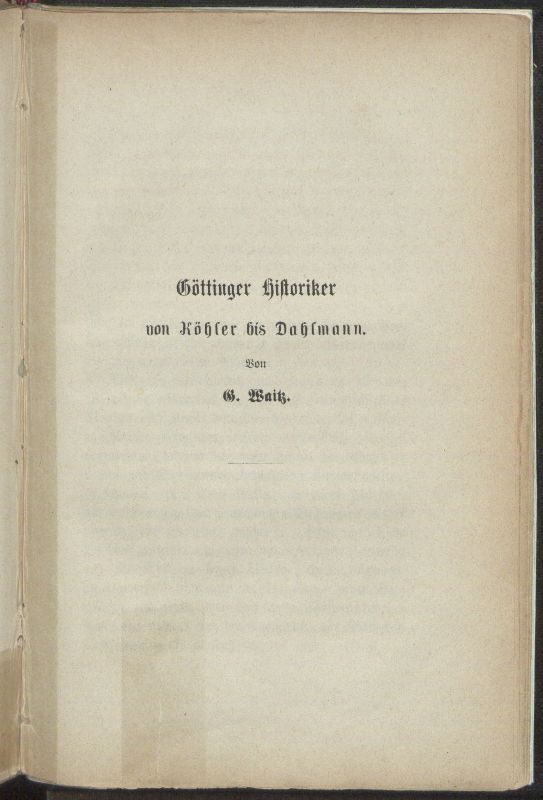 Göttinger Historiker
von Köhler bis Dahlmann.
Von
G. Waitz.